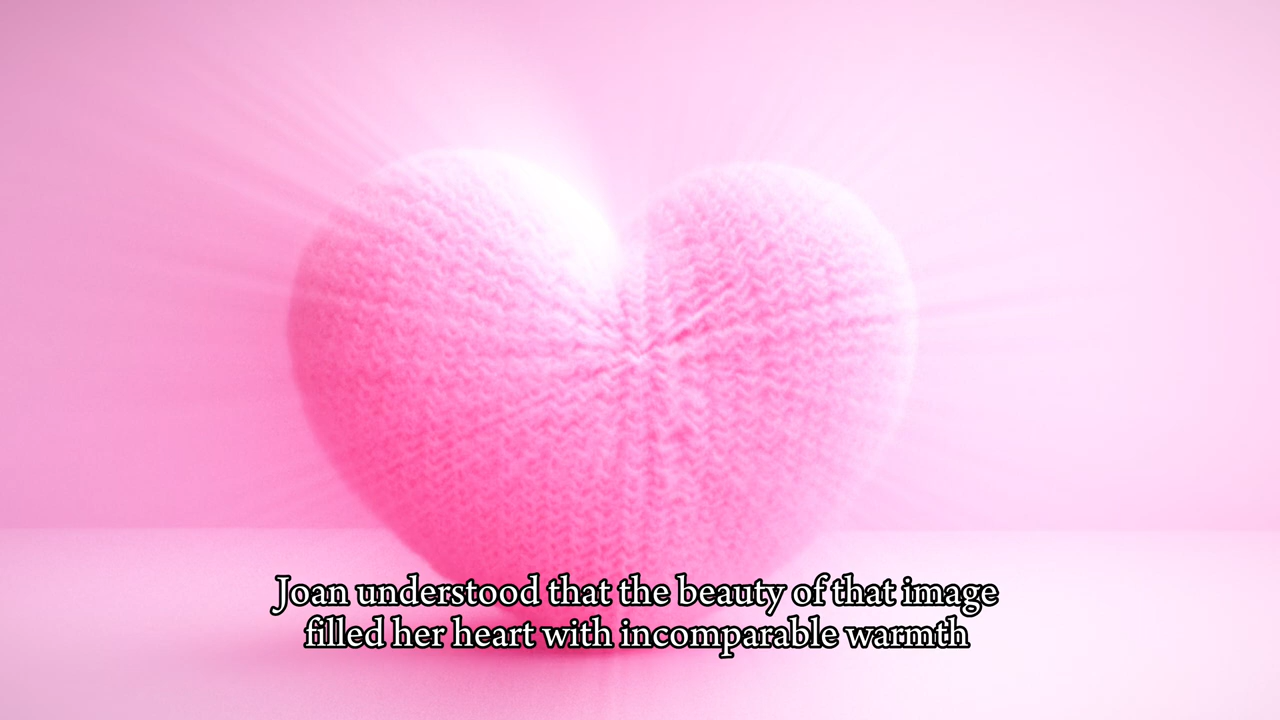 Joan understood that the beauty of that image
filled her heart with incomparable warmth